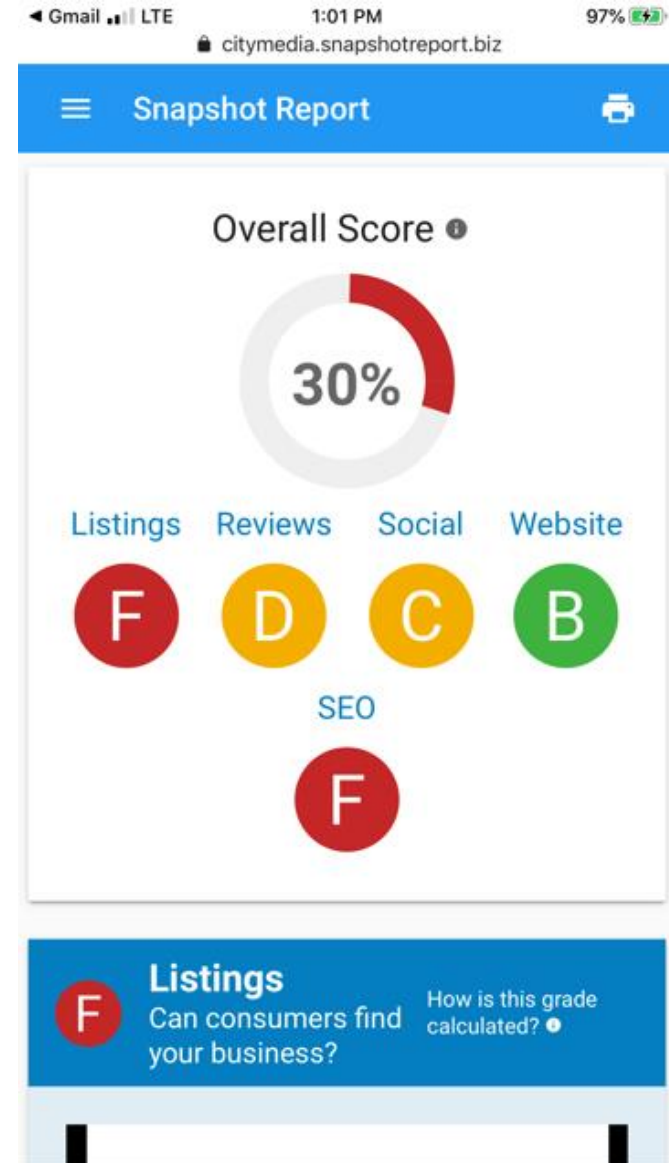 ◀ Gmail LTE 1:01 PM 97%
citymedia.snapshotreport.biz
Snapshot Report
Overall Score
30%
Listings Reviews Social Website
F D C B
SEO
F
F
Listings
Can consumers find
your business?
How is this grade
calculated?